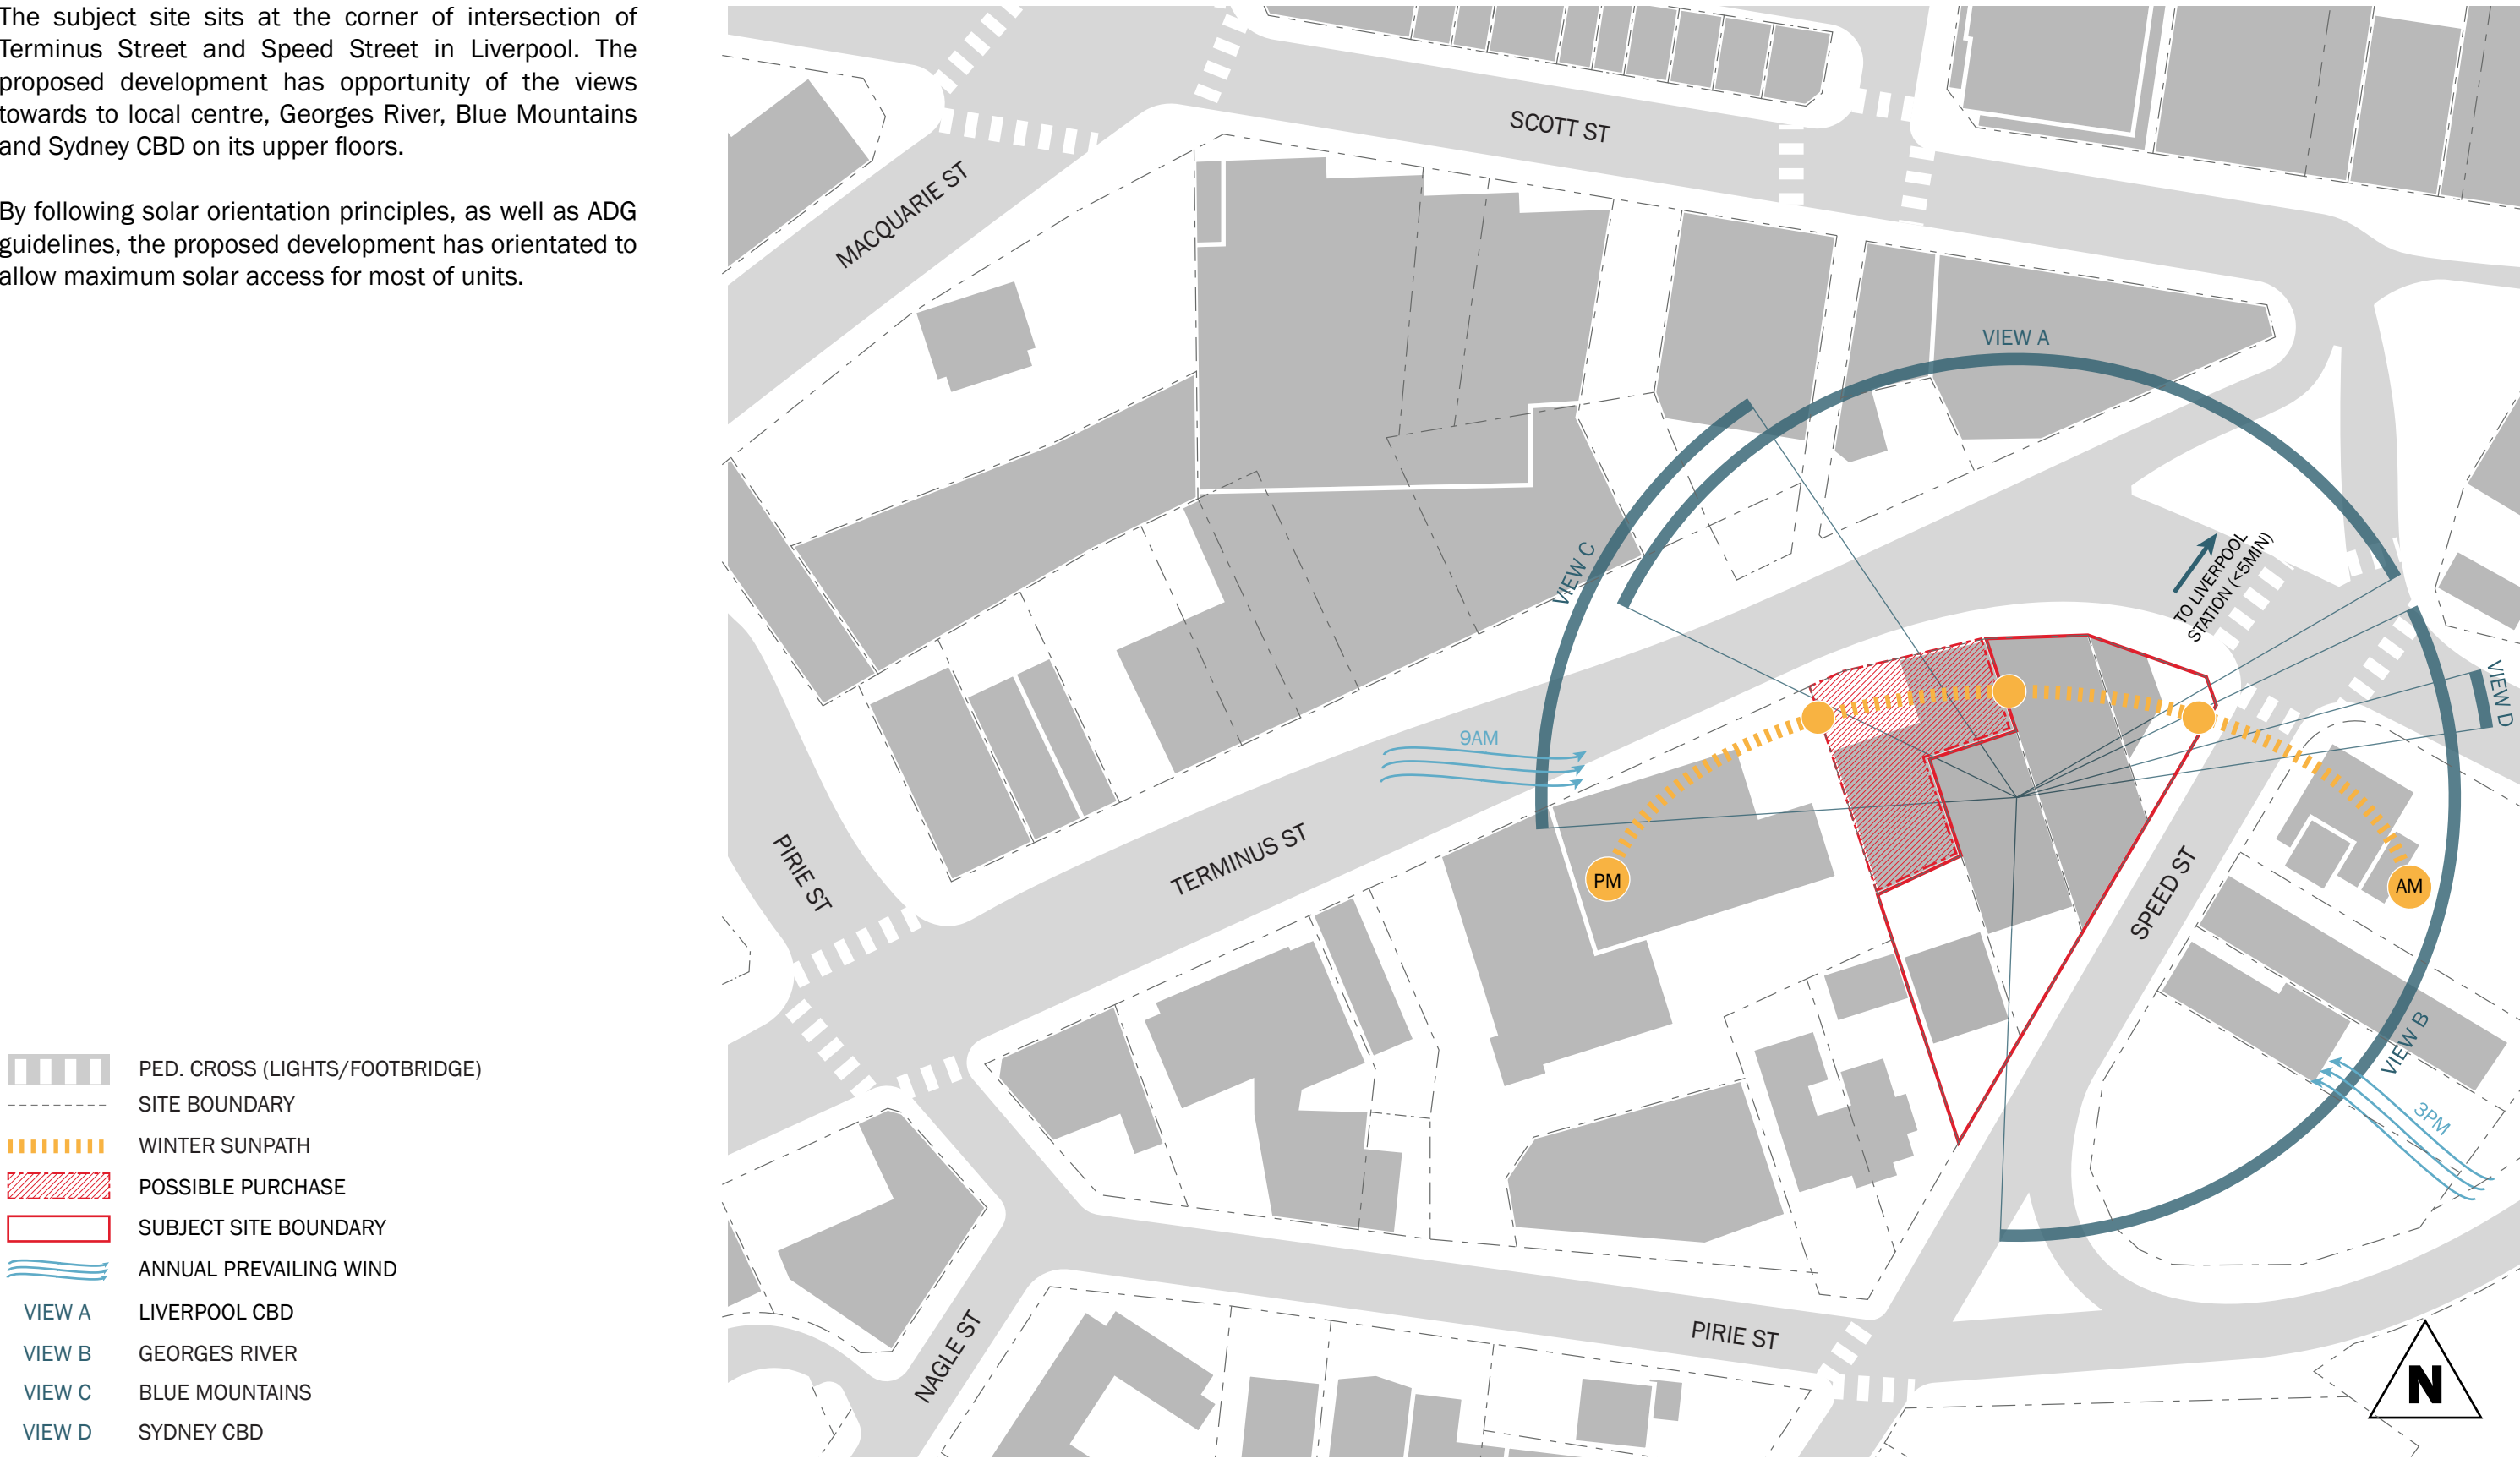 The subject site sits at the corner of intersection of
Terminus Street and Speed Street in Liverpool. The
proposed development has opportunity of the views
towards to local centre, Georges River, Blue Mountains
and Sydney CBD on its upper floors.
By following solar orientation principles, as well as ADG
guidelines, the proposed development has orientated to
allow maximum solar access for most of units.
SCOTT ST
MACQUARIE ST
VIEW A
VIEW C
TO LIVERPOOL
STATION (<5MIN)
VIEW D
9AM
TERMINUS ST
PIRIE ST
PM
AM
SPEED ST
VIEW B
3PM
PIRIE ST
NAGLE ST
N
PED. CROSS (LIGHTS/FOOTBRIDGE)
SITE BOUNDARY
WINTER SUNPATH
POSSIBLE PURCHASE
SUBJECT SITE BOUNDARY
ANNUAL PREVAILING WIND
VIEW A LIVERPOOL CBD
VIEW B GEORGES RIVER
VIEW C BLUE MOUNTAINS
VIEW D SYDNEY CBD